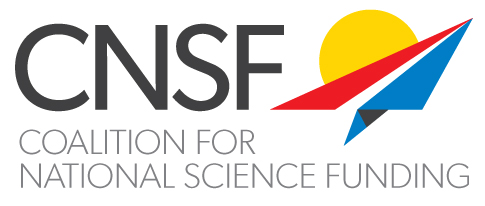 CNSF
COALITION FOR
NATIONAL SCIENCE FUNDING